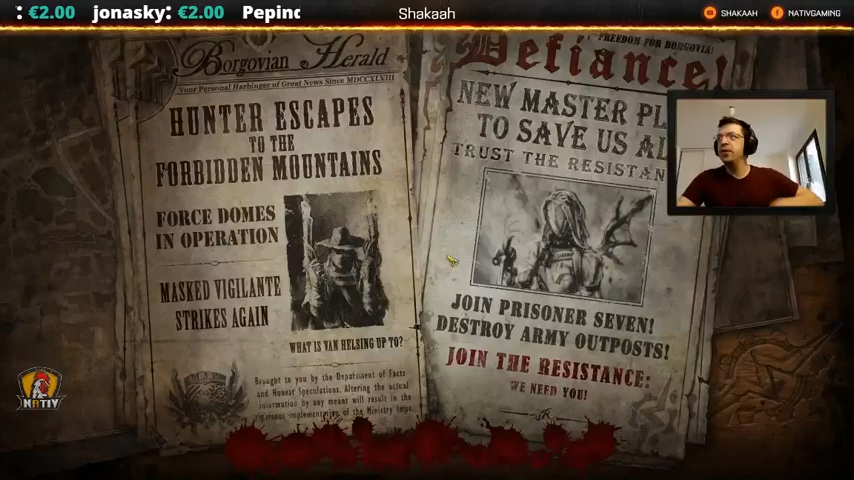 : €2.00 jonasky: €2.00 Pepinc
Shakaah
SHAKAAH
NATIVGAMING
Borgovian Herald
Your Personal Harbinger of Great News Since MDCCXLVIII
HUNTER ESCAPES
TO THE
FORBIDDEN MOUNTAINS
FORCE DOMES
IN OPERATION
MASKED VIGILANTE
STRIKES AGAIN
WHAT IS VAN HELSING UP TO?
Brought to you by the Department of Facts
and Honest Speculations. Altering the actual
information by any means will result in the
implementation of the Ministry
FREEDOM FOR BORGOVIA!
Defiance!
NEW MASTER PL
TO SAVE US AL
TRUST THE RESISTAN
JOIN PRISONER SEVEN!
DESTROY ARMY OUTPOSTS!
JOIN THE RESISTANCE:
WE NEED YOU!
NATIV